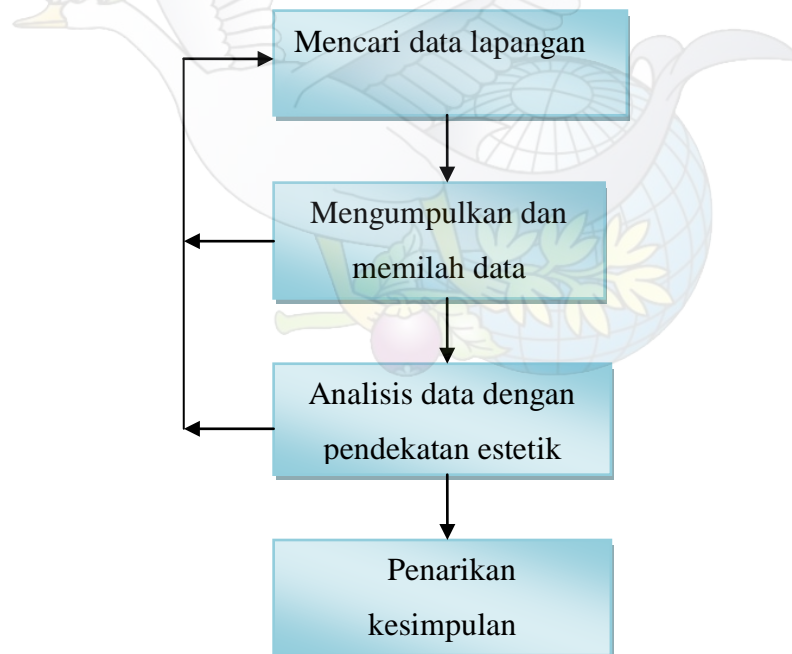 Mencari data lapangan
Mengumpulkan dan
memilah data
Analisis data dengan
pendekatan estetik
Penarikan
kesimpulan